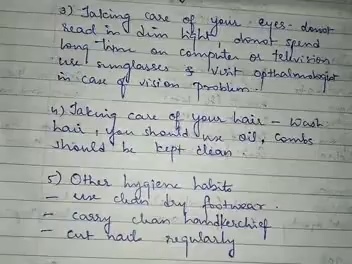 3) Taking care of your eyes - donot
read in dim light, donot spend
long time on computer or television
use sunglasses & visit opthalmologist
in case of vision problem.
4) Taking care of your hair - wash
hair, you should use oil, combs
should be kept clean.
5) Other hygiene habits
- use clean dry footwear.
- carry clean handkerchief
- cut nails regularly